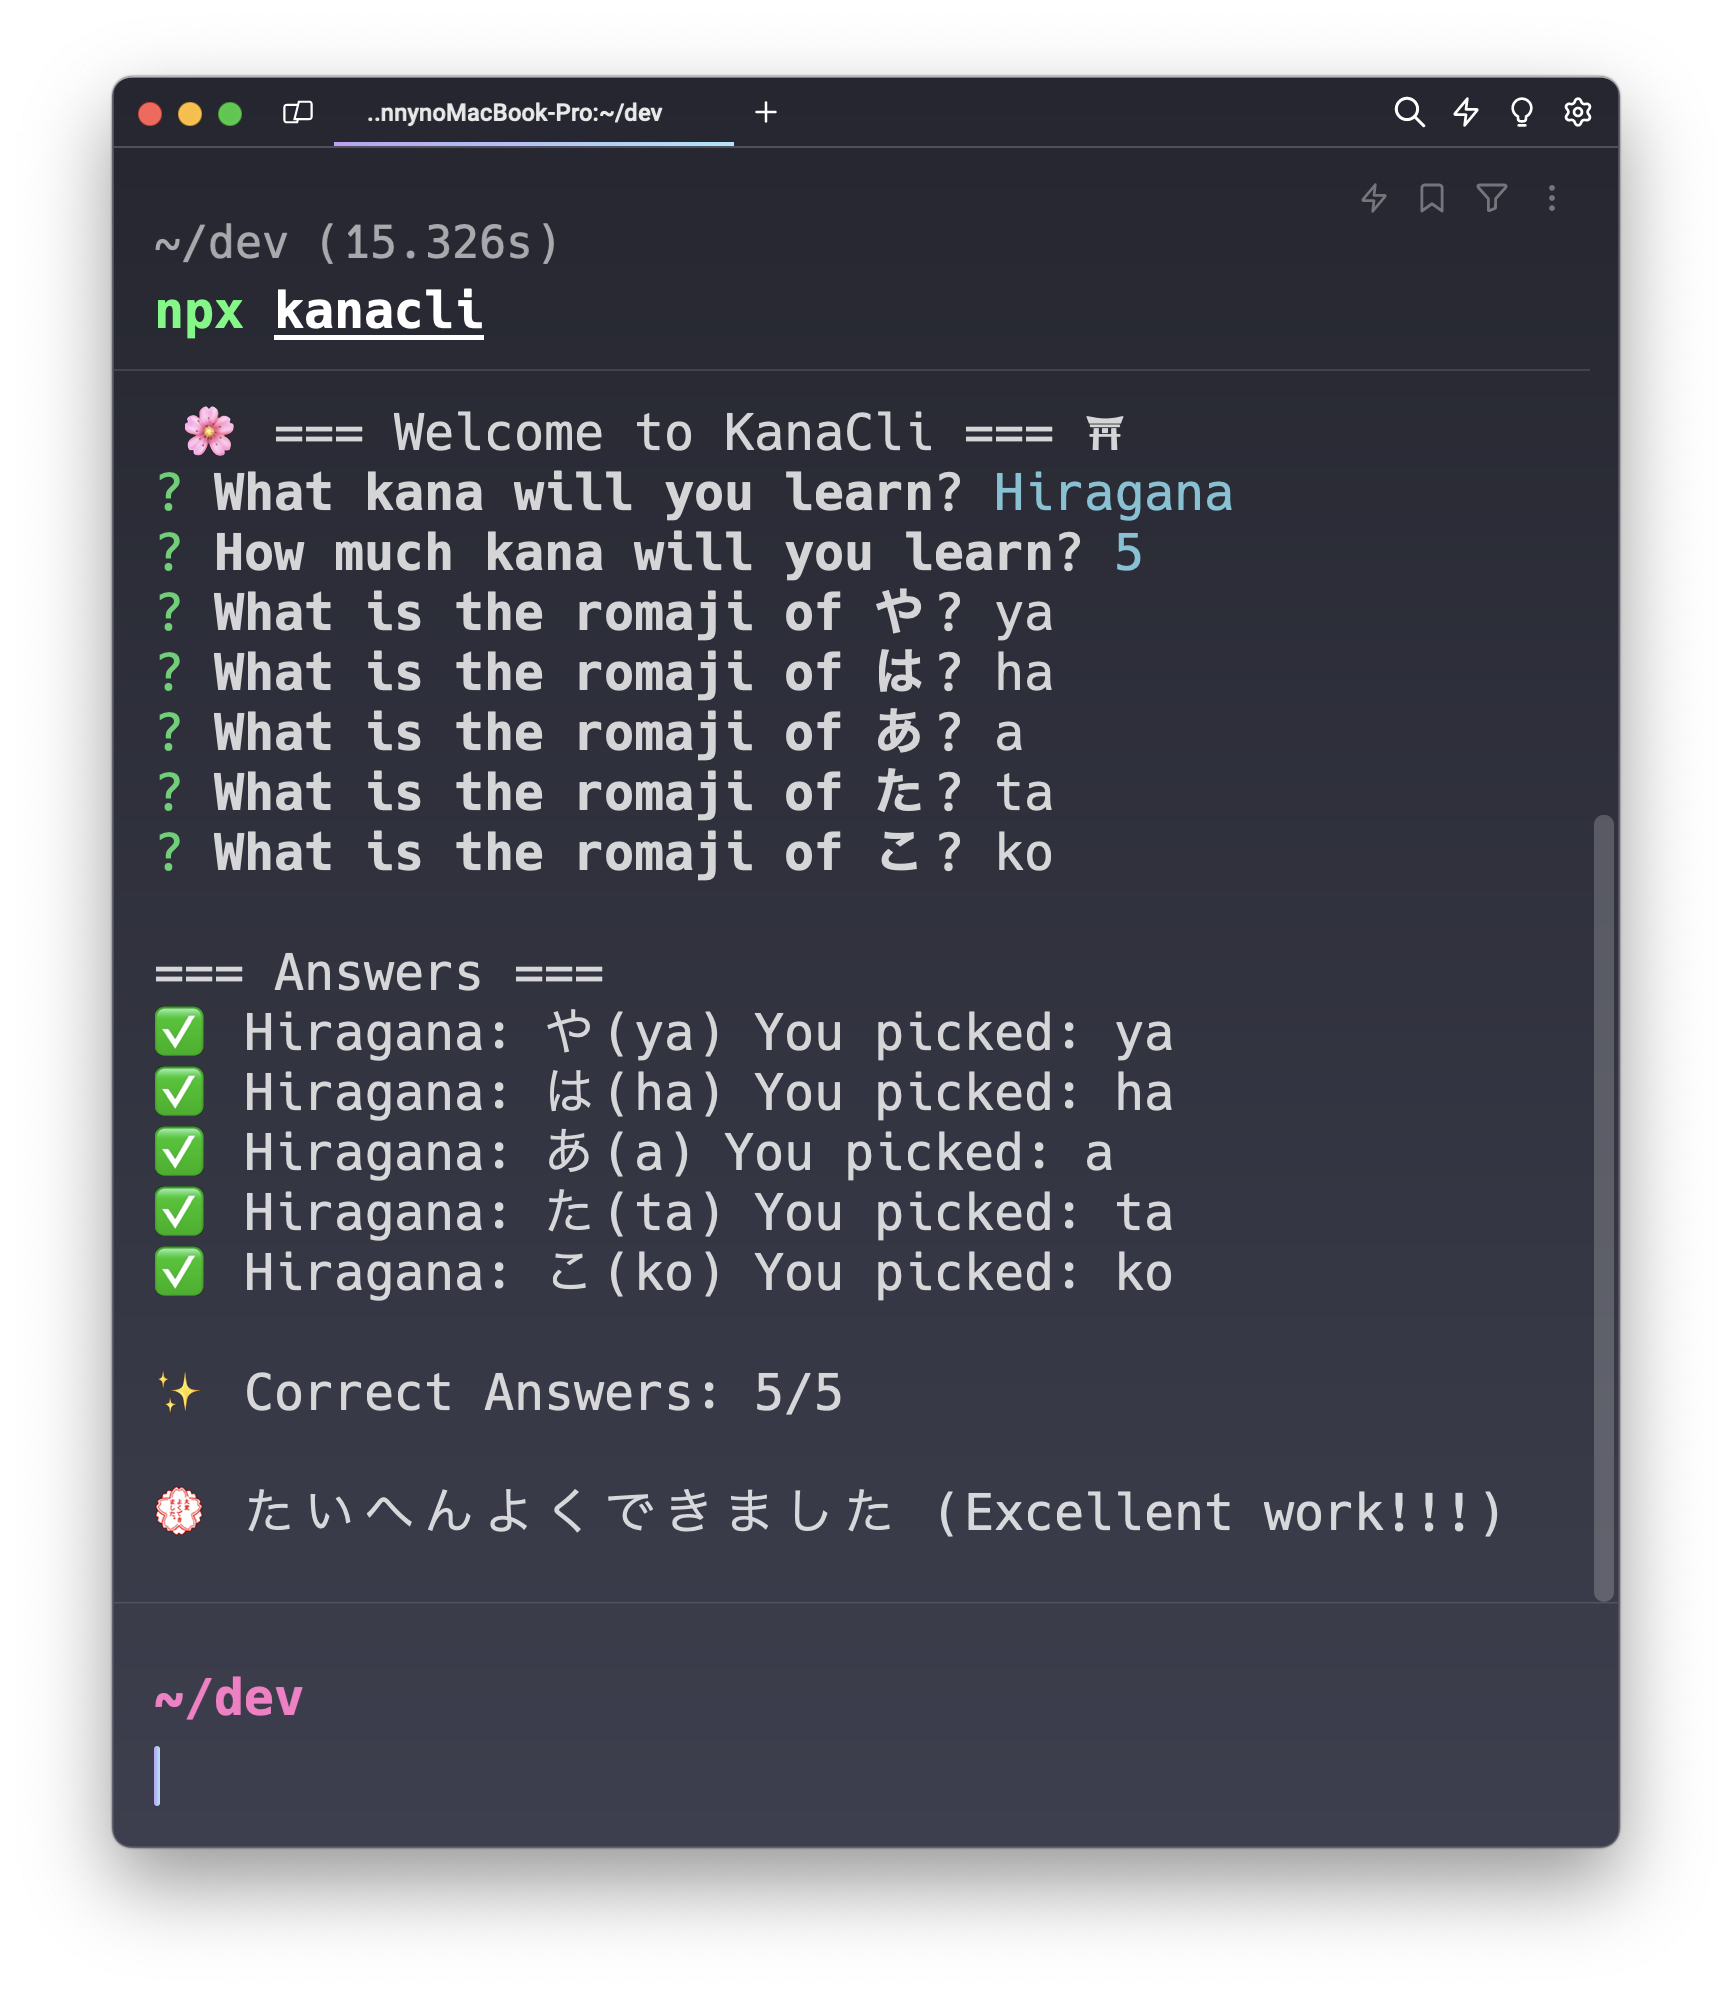 ..nnynoMacBook-Pro:~/dev
~/dev (15.326s)
npx kanacli
🌸 === Welcome to KanaCli === ⛩
? What kana will you learn? Hiragana
? How much kana will you learn? 5
? What is the romaji of や? ya
? What is the romaji of は? ha
? What is the romaji of あ? a
? What is the romaji of た? ta
? What is the romaji of こ? ko
=== Answers ===
✅ Hiragana: や(ya) You picked: ya
✅ Hiragana: は(ha) You picked: ha
✅ Hiragana: あ(a) You picked: a
✅ Hiragana: た(ta) You picked: ta
✅ Hiragana: こ(ko) You picked: ko
✨ Correct Answers: 5/5
💮 たいへんよくできました (Excellent work!!!)
~/dev